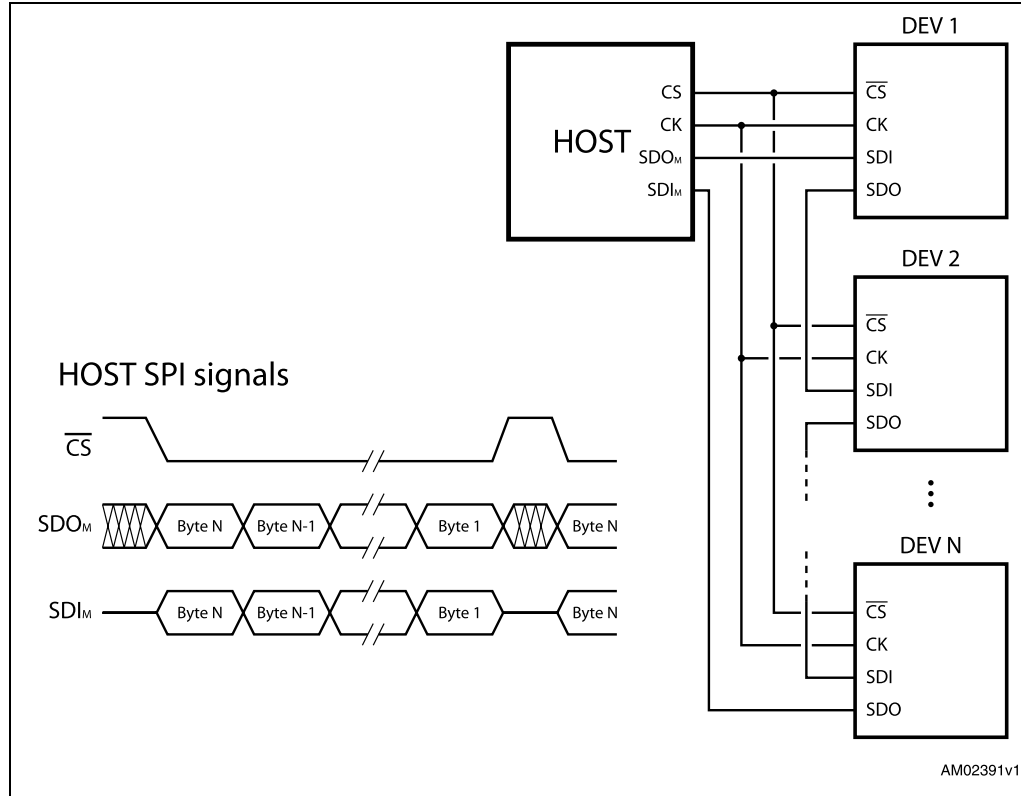 DEV 1
HOST
CS
CK
SDOM
SDIM
CS
CK
SDI
SDO
DEV 2
CS
CK
SDI
SDO
DEV N
CS
CK
SDI
SDO
HOST SPI signals
CS
SDOM
Byte N
Byte N-1
Byte 1
Byte N
SDIM
Byte N
Byte N-1
Byte 1
Byte N
AM02391v1